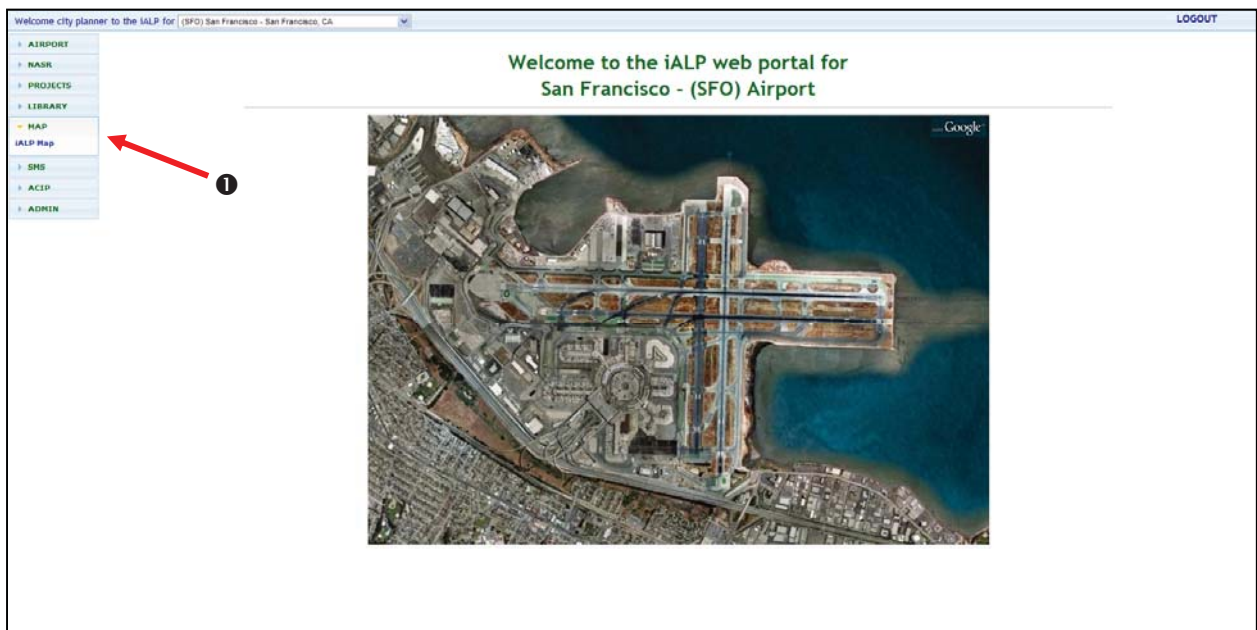 Welcome city planner to the iALP for (SFO) San Francisco - San Francisco, CA LOGOUT
AIRPORT
NASR
PROJECTS
LIBRARY
MAP
iALP Map
SMS
ACIP
ADMIN
❶
Welcome to the iALP web portal for
San Francisco - (SFO) Airport
Google